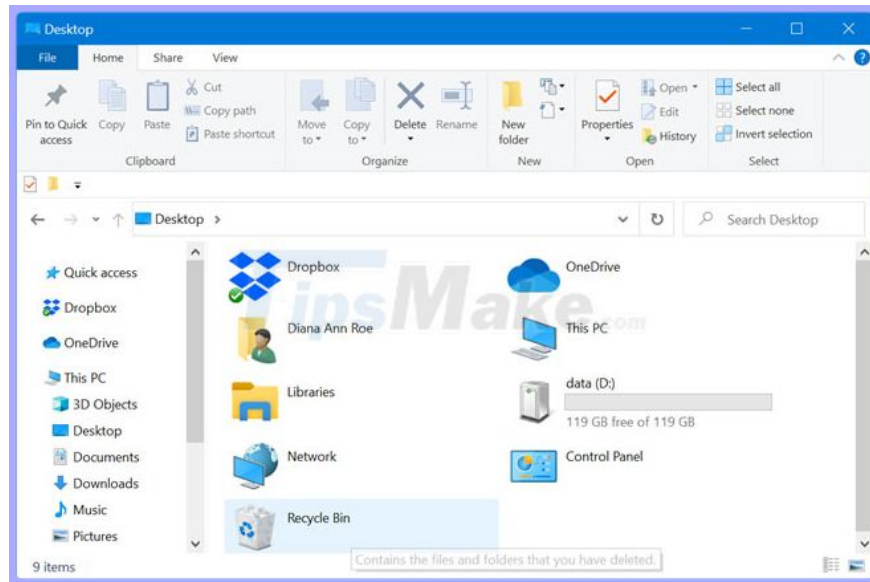 Desktop
File Home Share View
Pin to Quick access
Copy
Paste
Cut
Copy path
Paste shortcut
Clipboard
Move to
Copy to
Delete
Rename
Organize
New folder
New
Properties
Open
Edit
History
Open
Select all
Select none
Invert selection
Select
Desktop
Search Desktop
Quick access
Dropbox
OneDrive
This PC
3D Objects
Desktop
Documents
Downloads
Music
Pictures
Dropbox
OneDrive
Diana Ann Roe
This PC
Libraries
data (D:)
119 GB free of 119 GB
Network
Control Panel
Recycle Bin
Contains the files and folders that you have deleted.
TipsMake.com
9 items